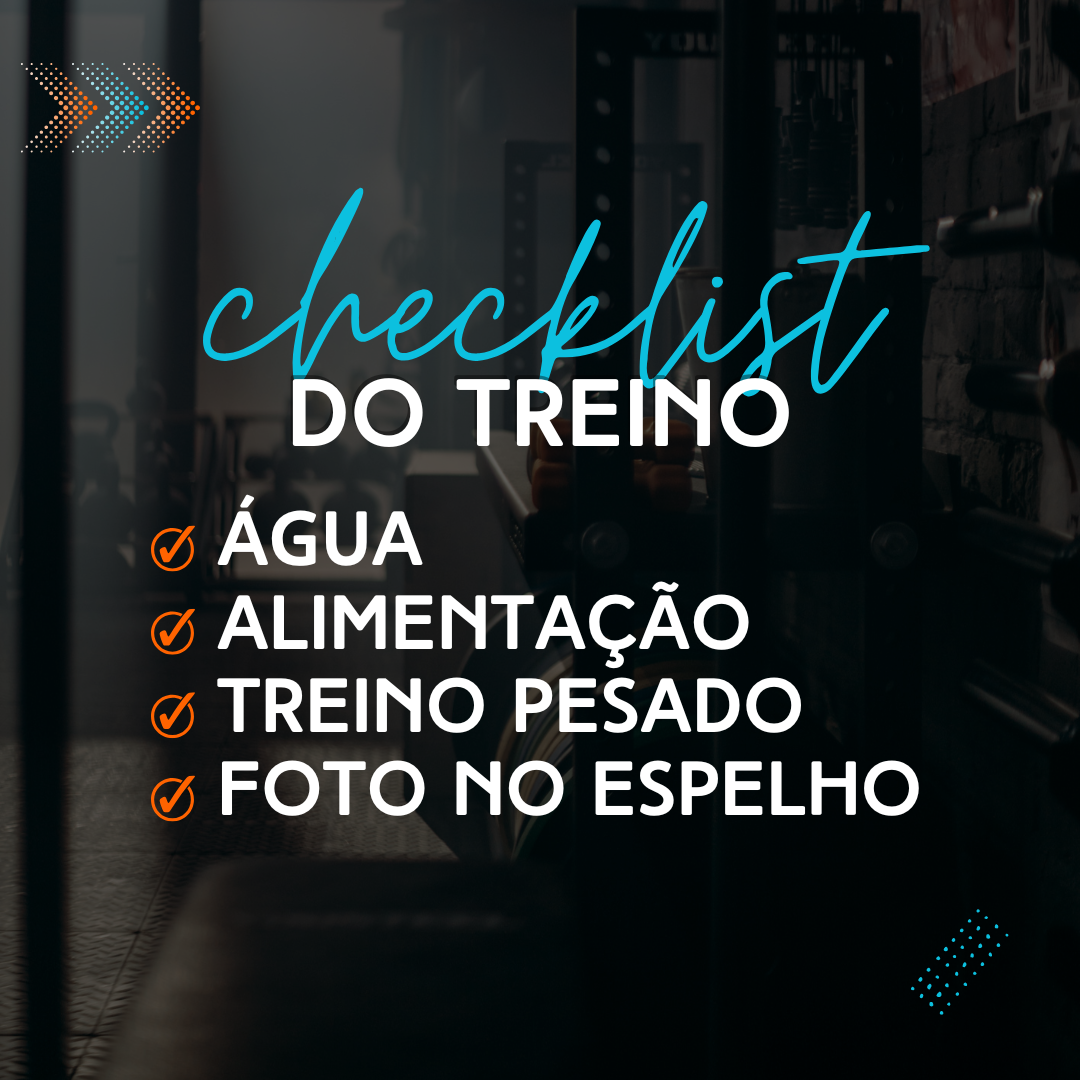 checklist
DO TREINO
ÁGUA
ALIMENTAÇÃO
TREINO PESADO
FOTO NO ESPELHO